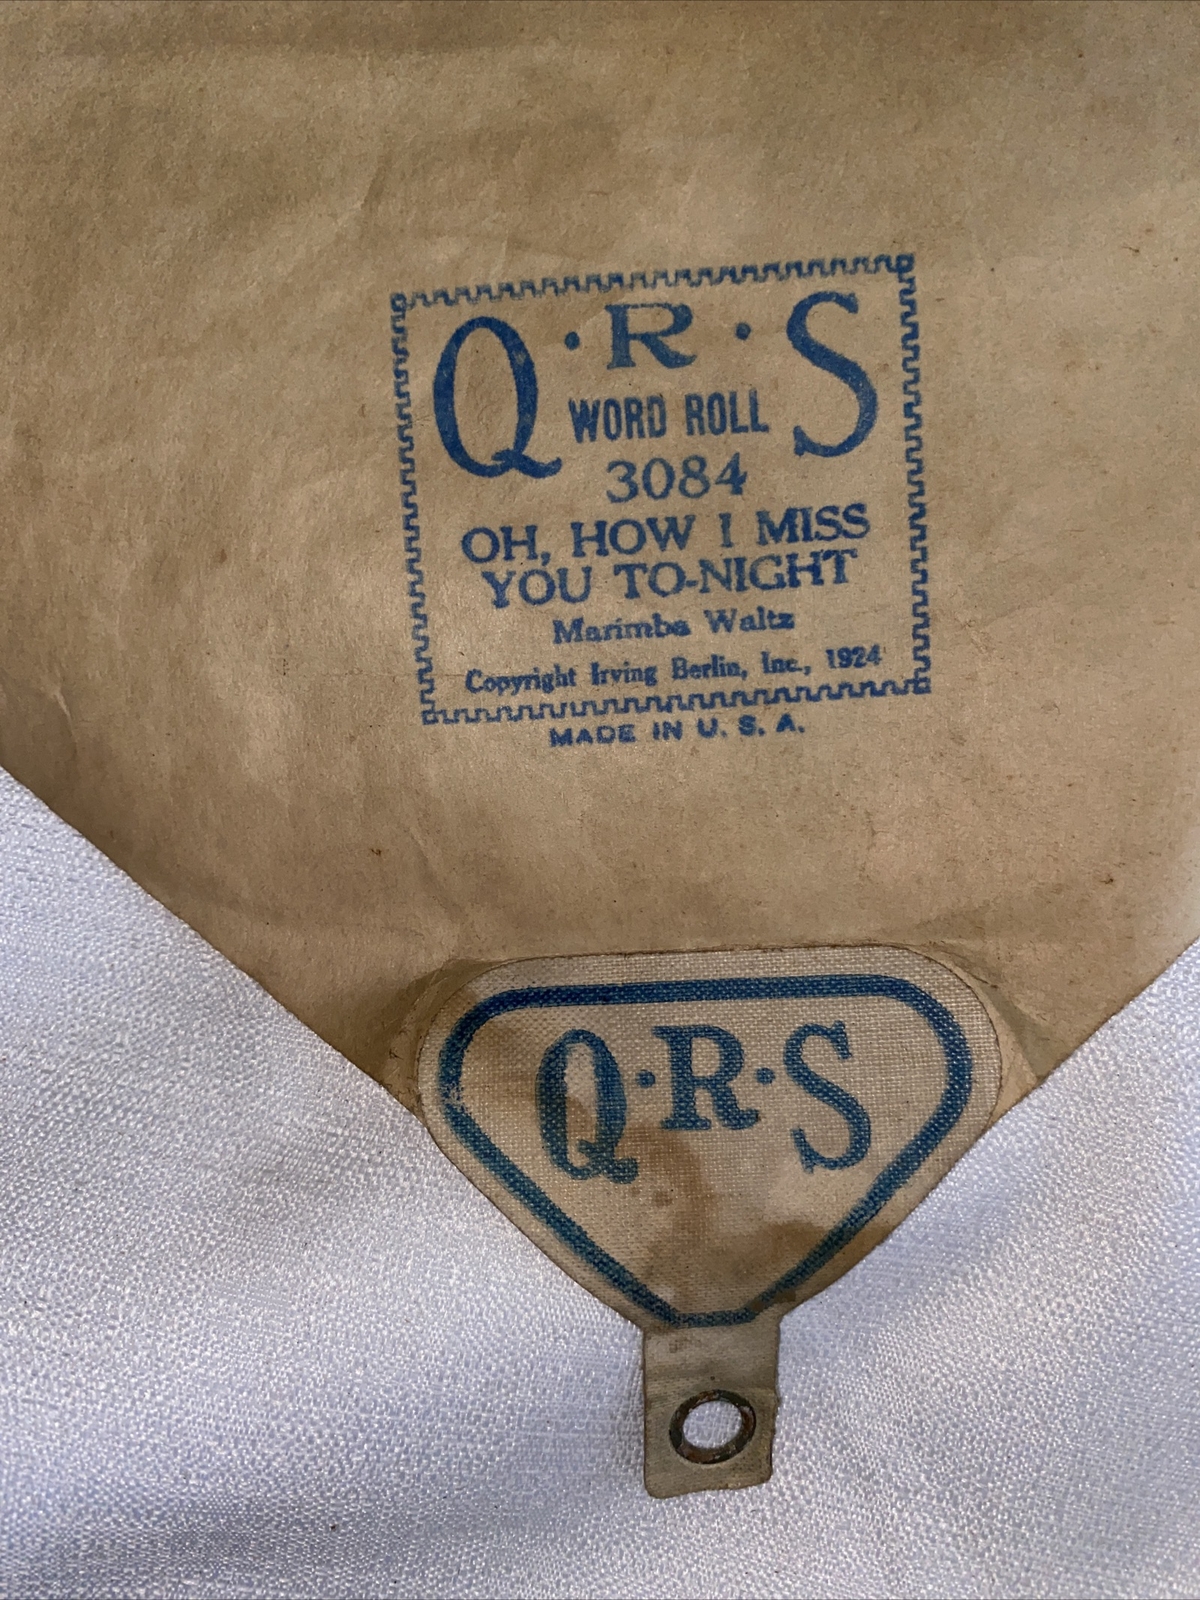 Q·R·S
WORD ROLL
3084
OH, HOW I MISS
YOU TO-NIGHT
Marimba Waltz
Copyright Irving Berlin, Inc., 1924
MADE IN U. S. A.
Q·R·S